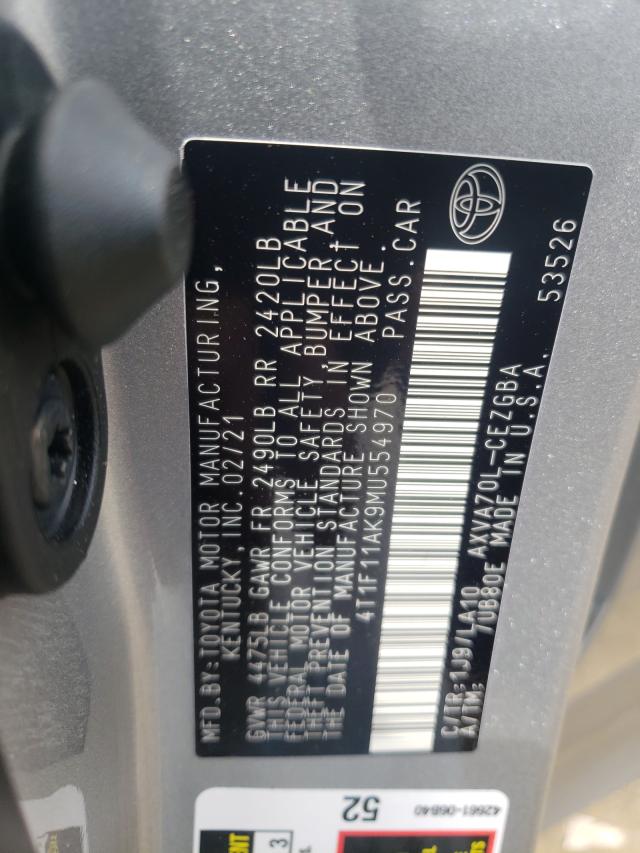 MFD.BY:TOYOTA MOTOR MANUFACTURING,
KENTUCKY, INC. 02/21
GVWR 4475LB GAWR FR 2490LB RR 2420LB
THIS VEHICLE CONFORMS TO ALL APPLICABLE
FEDERAL MOTOR VEHICLE SAFETY, BUMPER AND
THEFT PREVENTION STANDARDS IN EFFECT ON
THE DATE OF MANUFACTURE SHOWN ABOVE.
4T1F11AK9MU554970 PASS.CAR
C/TR:1J9/LA10 AXVA70L-CEZGBA
A/TM: /UB80E MADE IN U.S.A. 53526
52
42661-06B40
3